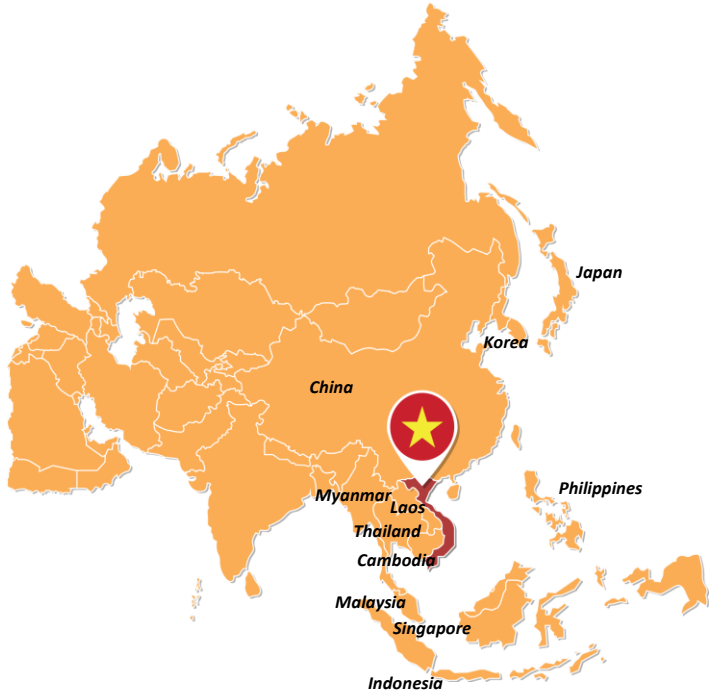 Japan
Korea
China
Philippines
Myanmar
Laos
Thailand
Cambodia
Malaysia
Singapore
Indonesia